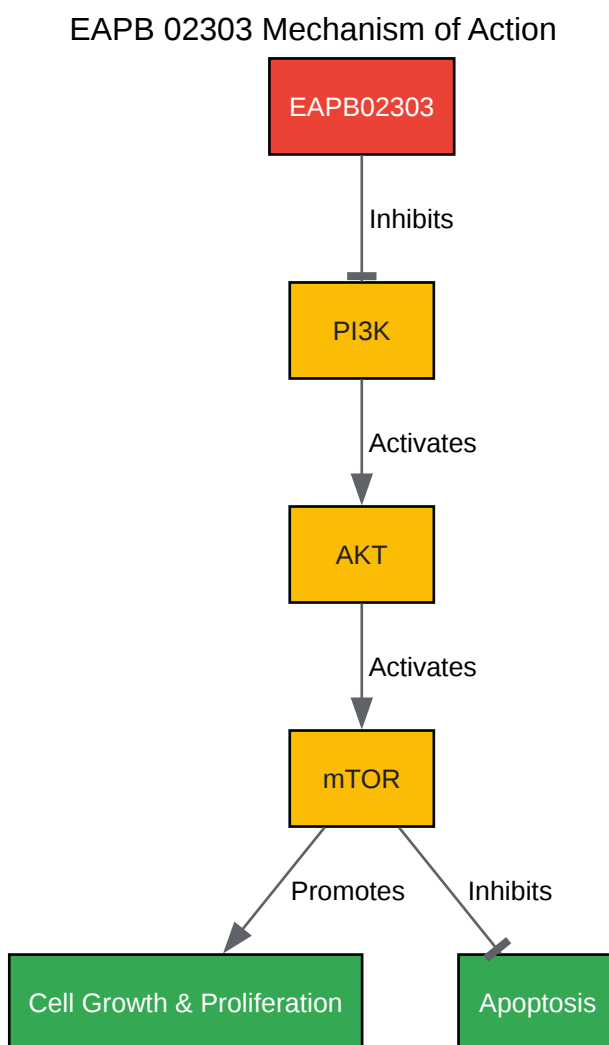 EAPB 02303 Mechanism of Action
EAPB02303
Inhibits
PI3K
Activates
AKT
Activates
mTOR
Promotes
Inhibits
Cell Growth & Proliferation
Apoptosis